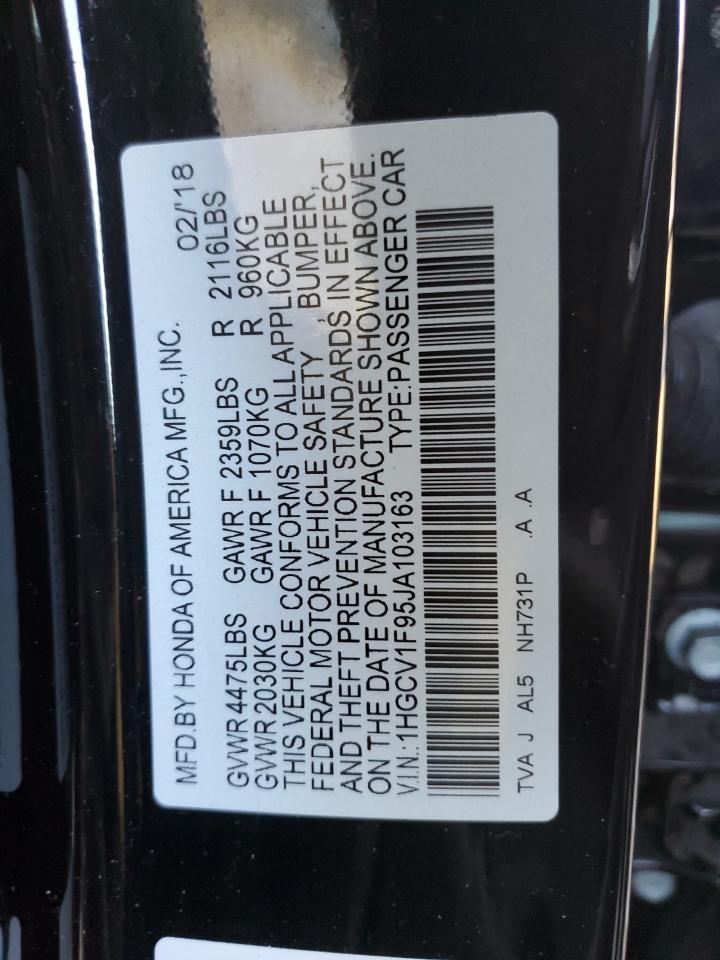 MFD.BY HONDA OF AMERICA MFG.,INC. 02/'18
GVWR 4475LBS GAWR F 2359LBS R 2116LBS
GVWR 2030KG GAWR F 1070KG R 960KG
THIS VEHICLE CONFORMS TO ALL APPLICABLE
FEDERAL MOTOR VEHICLE SAFETY , BUMPER,
AND THEFT PREVENTION STANDARDS IN EFFECT
ON THE DATE OF MANUFACTURE SHOWN ABOVE.
V.I.N.:1HGCV1F95JA103163 TYPE:PASSENGER CAR
TVA J AL5 NH731P .A .A